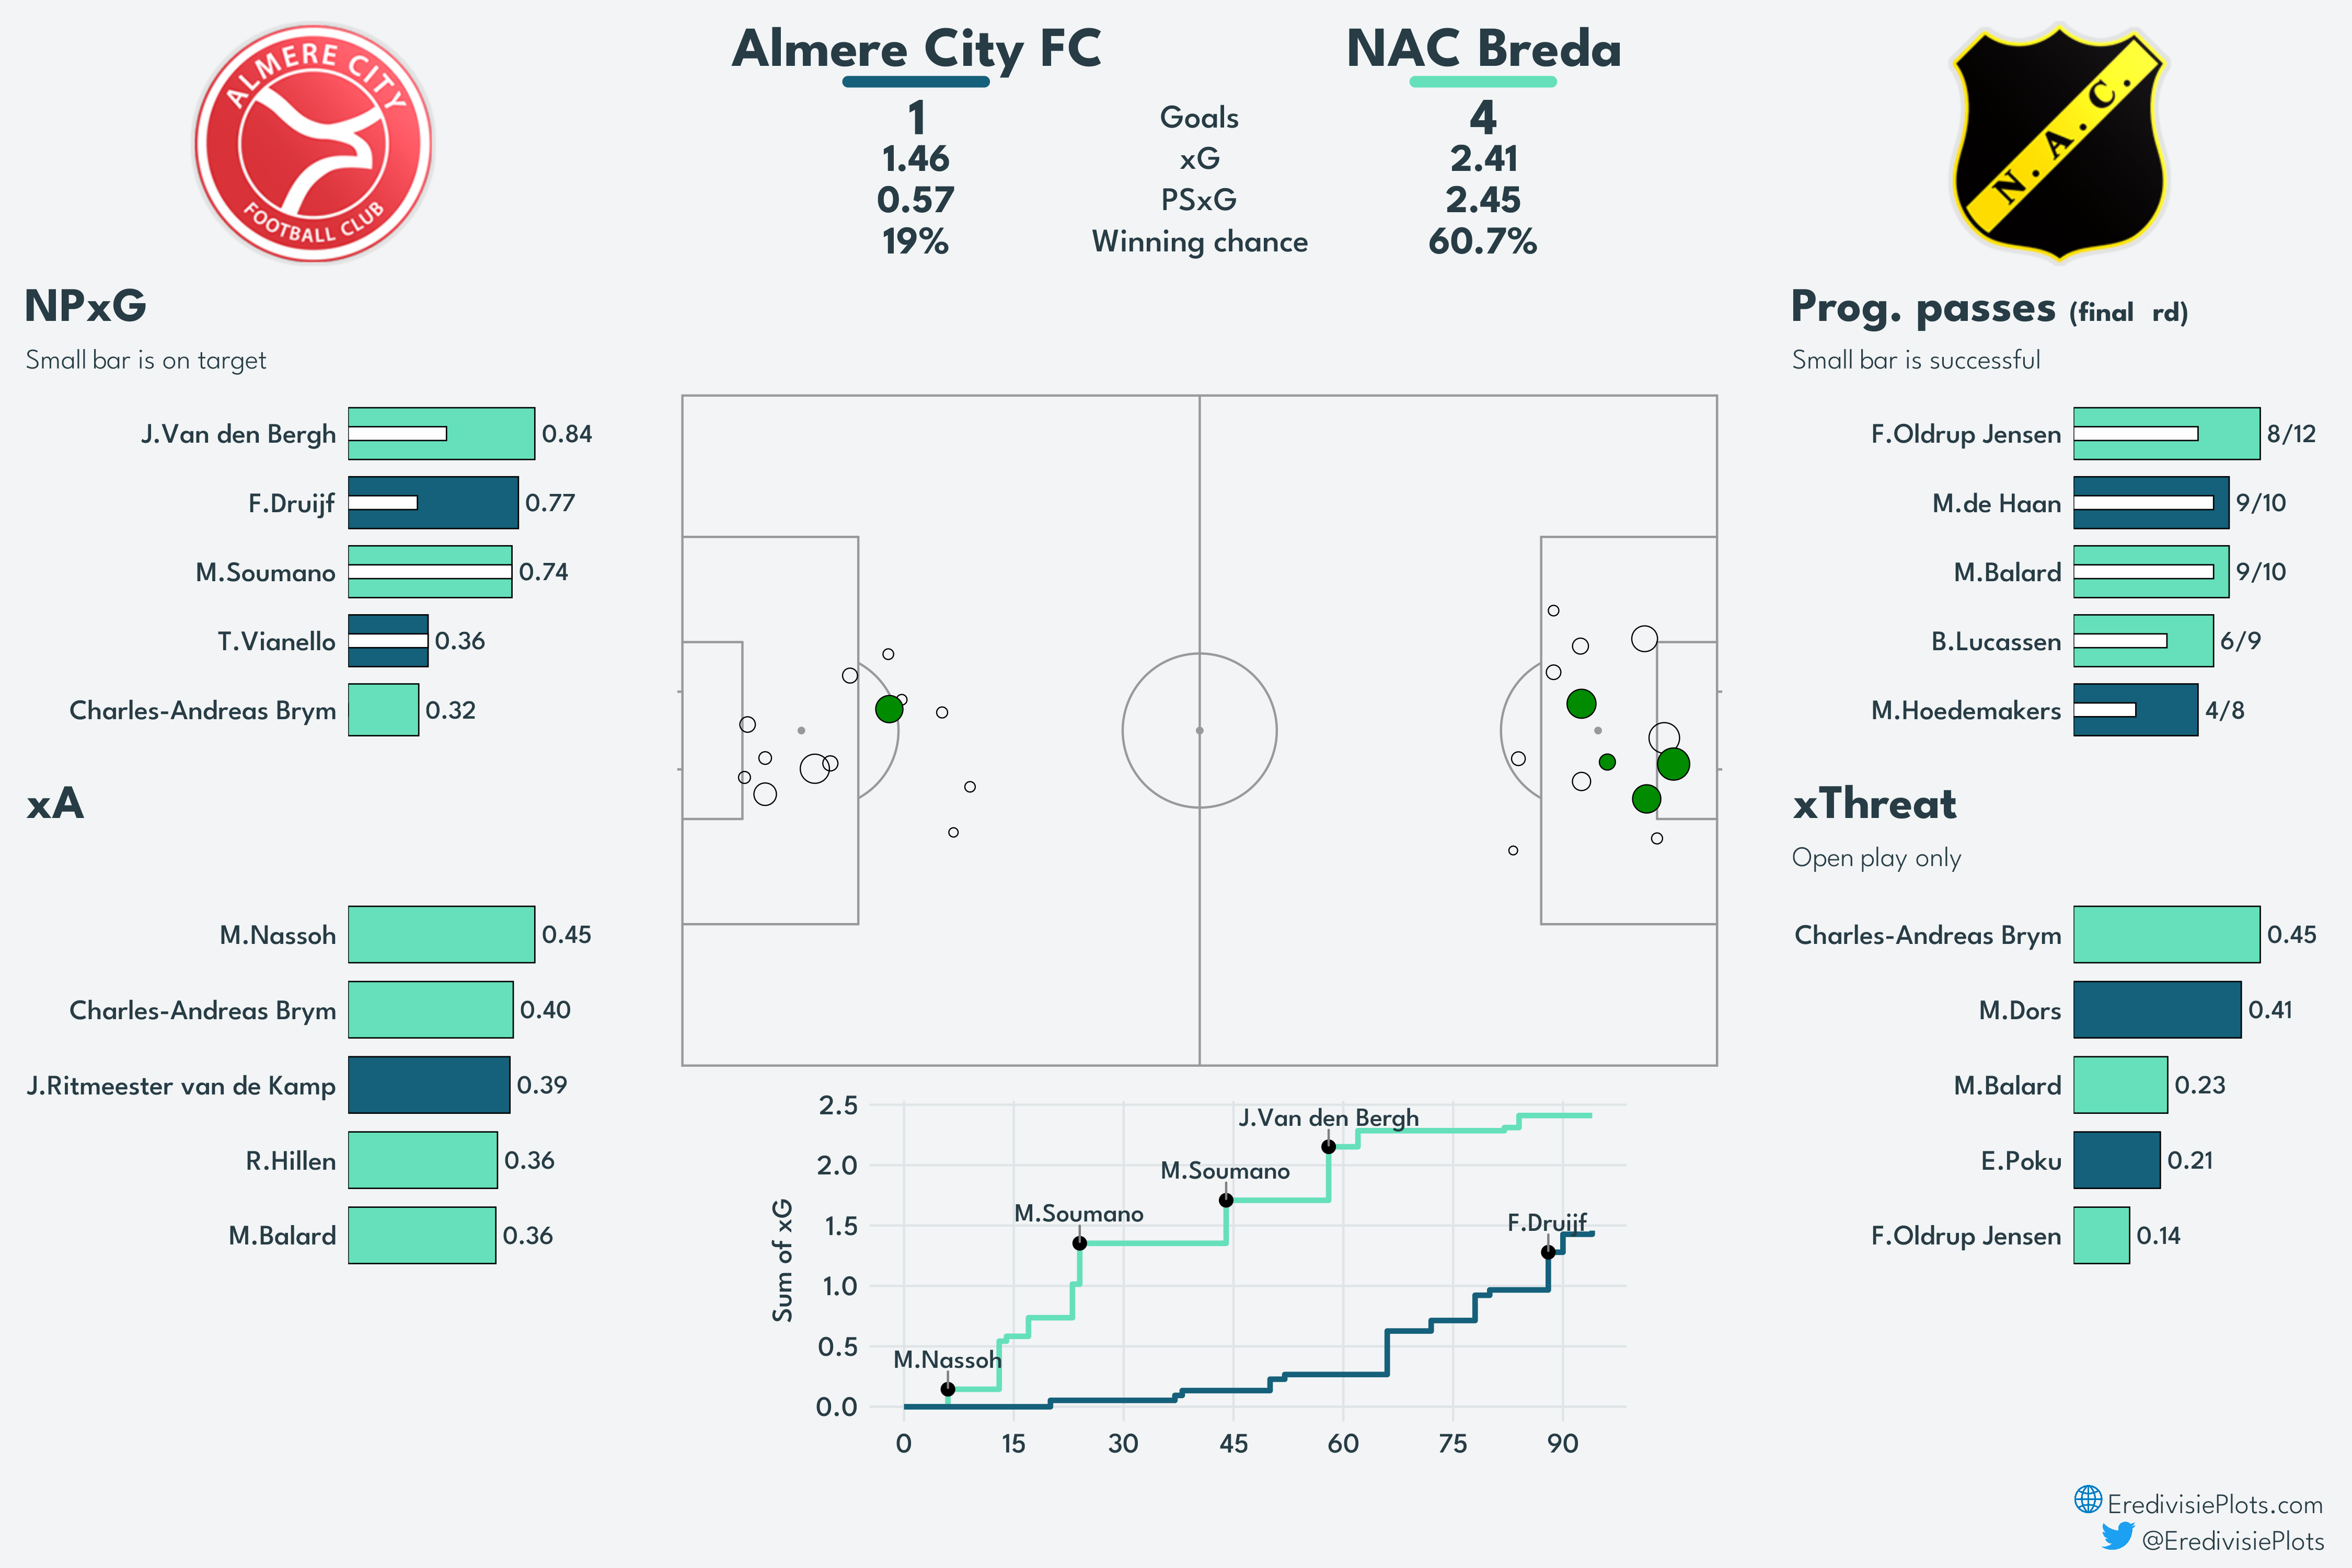 ALMERE CITY
FOOTBALL CLUB
Almere City FC
NAC Breda
N.A.C.
1 Goals 4
1.46 xG 2.41
0.57 PSxG 2.45
19% Winning chance 60.7%
NPxG
Small bar is on target
J.Van den Bergh 0.84
F.Druijf 0.77
M.Soumano 0.74
T.Vianello 0.36
Charles-Andreas Brym 0.32
xA
M.Nassoh 0.45
Charles-Andreas Brym 0.40
J.Ritmeester van de Kamp 0.39
R.Hillen 0.36
M.Balard 0.36
Prog. passes (final rd)
Small bar is successful
F.Oldrup Jensen 8/12
M.de Haan 9/10
M.Balard 9/10
B.Lucassen 6/9
M.Hoedemakers 4/8
xThreat
Open play only
Charles-Andreas Brym 0.45
M.Dors 0.41
M.Balard 0.23
E.Poku 0.21
F.Oldrup Jensen 0.14
Sum of xG
2.5
2.0
1.5
1.0
0.5
0.0
J.Van den Bergh
M.Soumano
M.Soumano
F.Druijf
M.Nassoh
0 15 30 45 60 75 90
EredivisiePlots.com
@EredivisiePlots